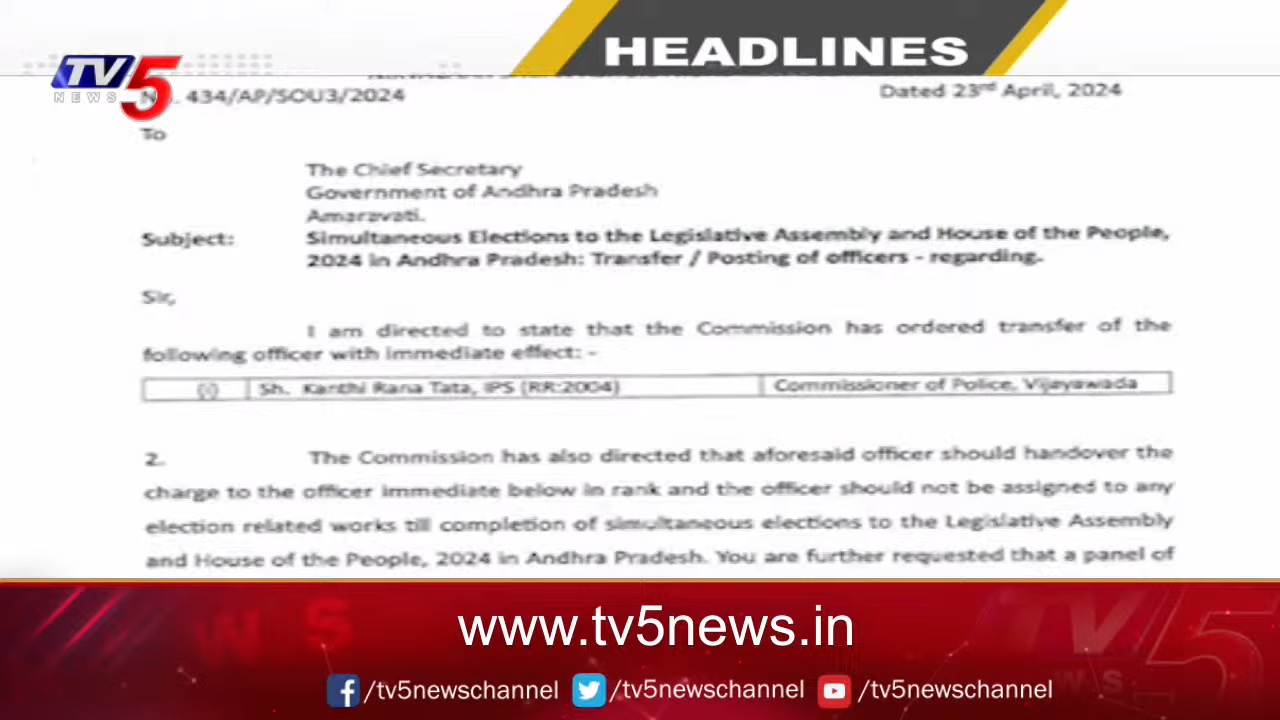 HEADLINES
TV5
NEWS
No. 434/AP/SOU3/2024
Dated 23rd April, 2024
To
The Chief Secretary
Government of Andhra Pradesh
Amaravati.
Subject: Simultaneous Elections to the Legislative Assembly and House of the People,
2024 in Andhra Pradesh: Transfer / Posting of officers - regarding.
Sir,
I am directed to state that the Commission has ordered transfer of the
following officer with immediate effect: -
(i) Sh. Kanthi Rana Tata, IPS (RR:2004) Commissioner of Police, Vijayawada
2. The Commission has also directed that aforesaid officer should handover the
charge to the officer immediate below in rank and the officer should not be assigned to any
election related works till completion of simultaneous elections to the Legislative Assembly
and House of the People, 2024 in Andhra Pradesh. You are further requested that a panel of
www.tv5news.in
/tv5newschannel /tv5newschannel /tv5newschannel